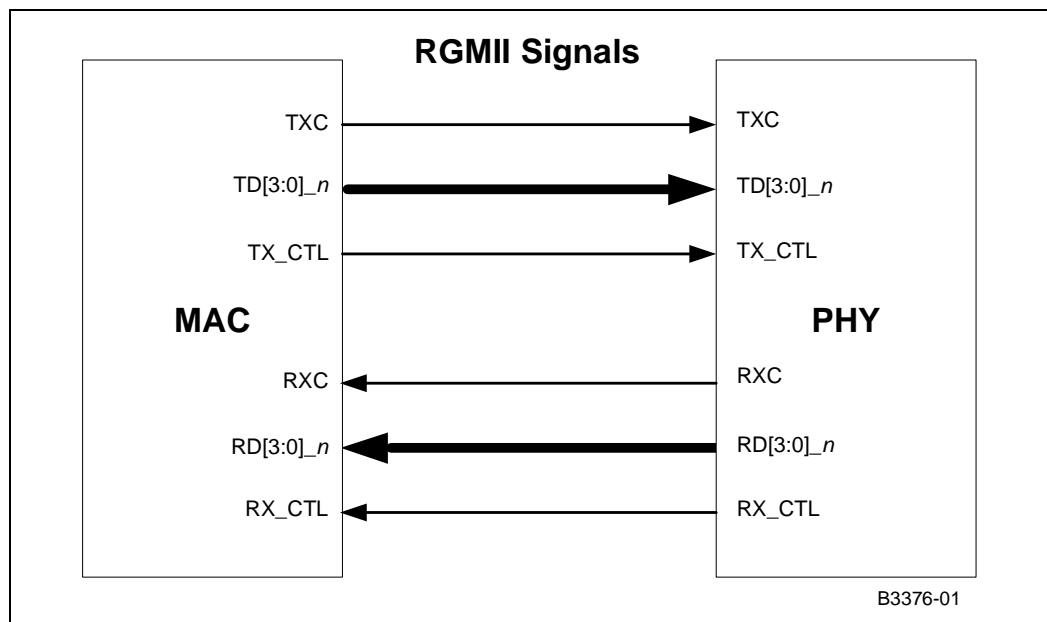 RGMII Signals
TXC
TXC
TD[3:0]_n
TD[3:0]_n
TX_CTL
TX_CTL
MAC
PHY
RXC
RXC
RD[3:0]_n
RD[3:0]_n
RX_CTL
RX_CTL
B3376-01